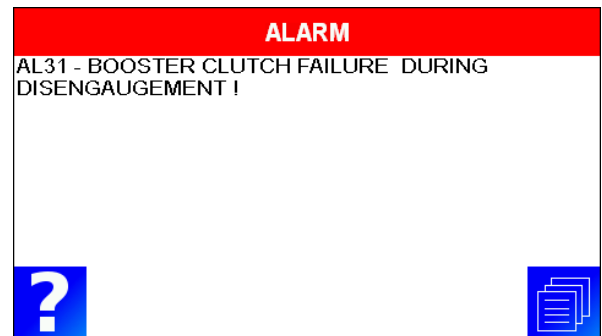 ALARM
AL31 - BOOSTER CLUTCH FAILURE  DURING
DISENGAUGEMENT !
?